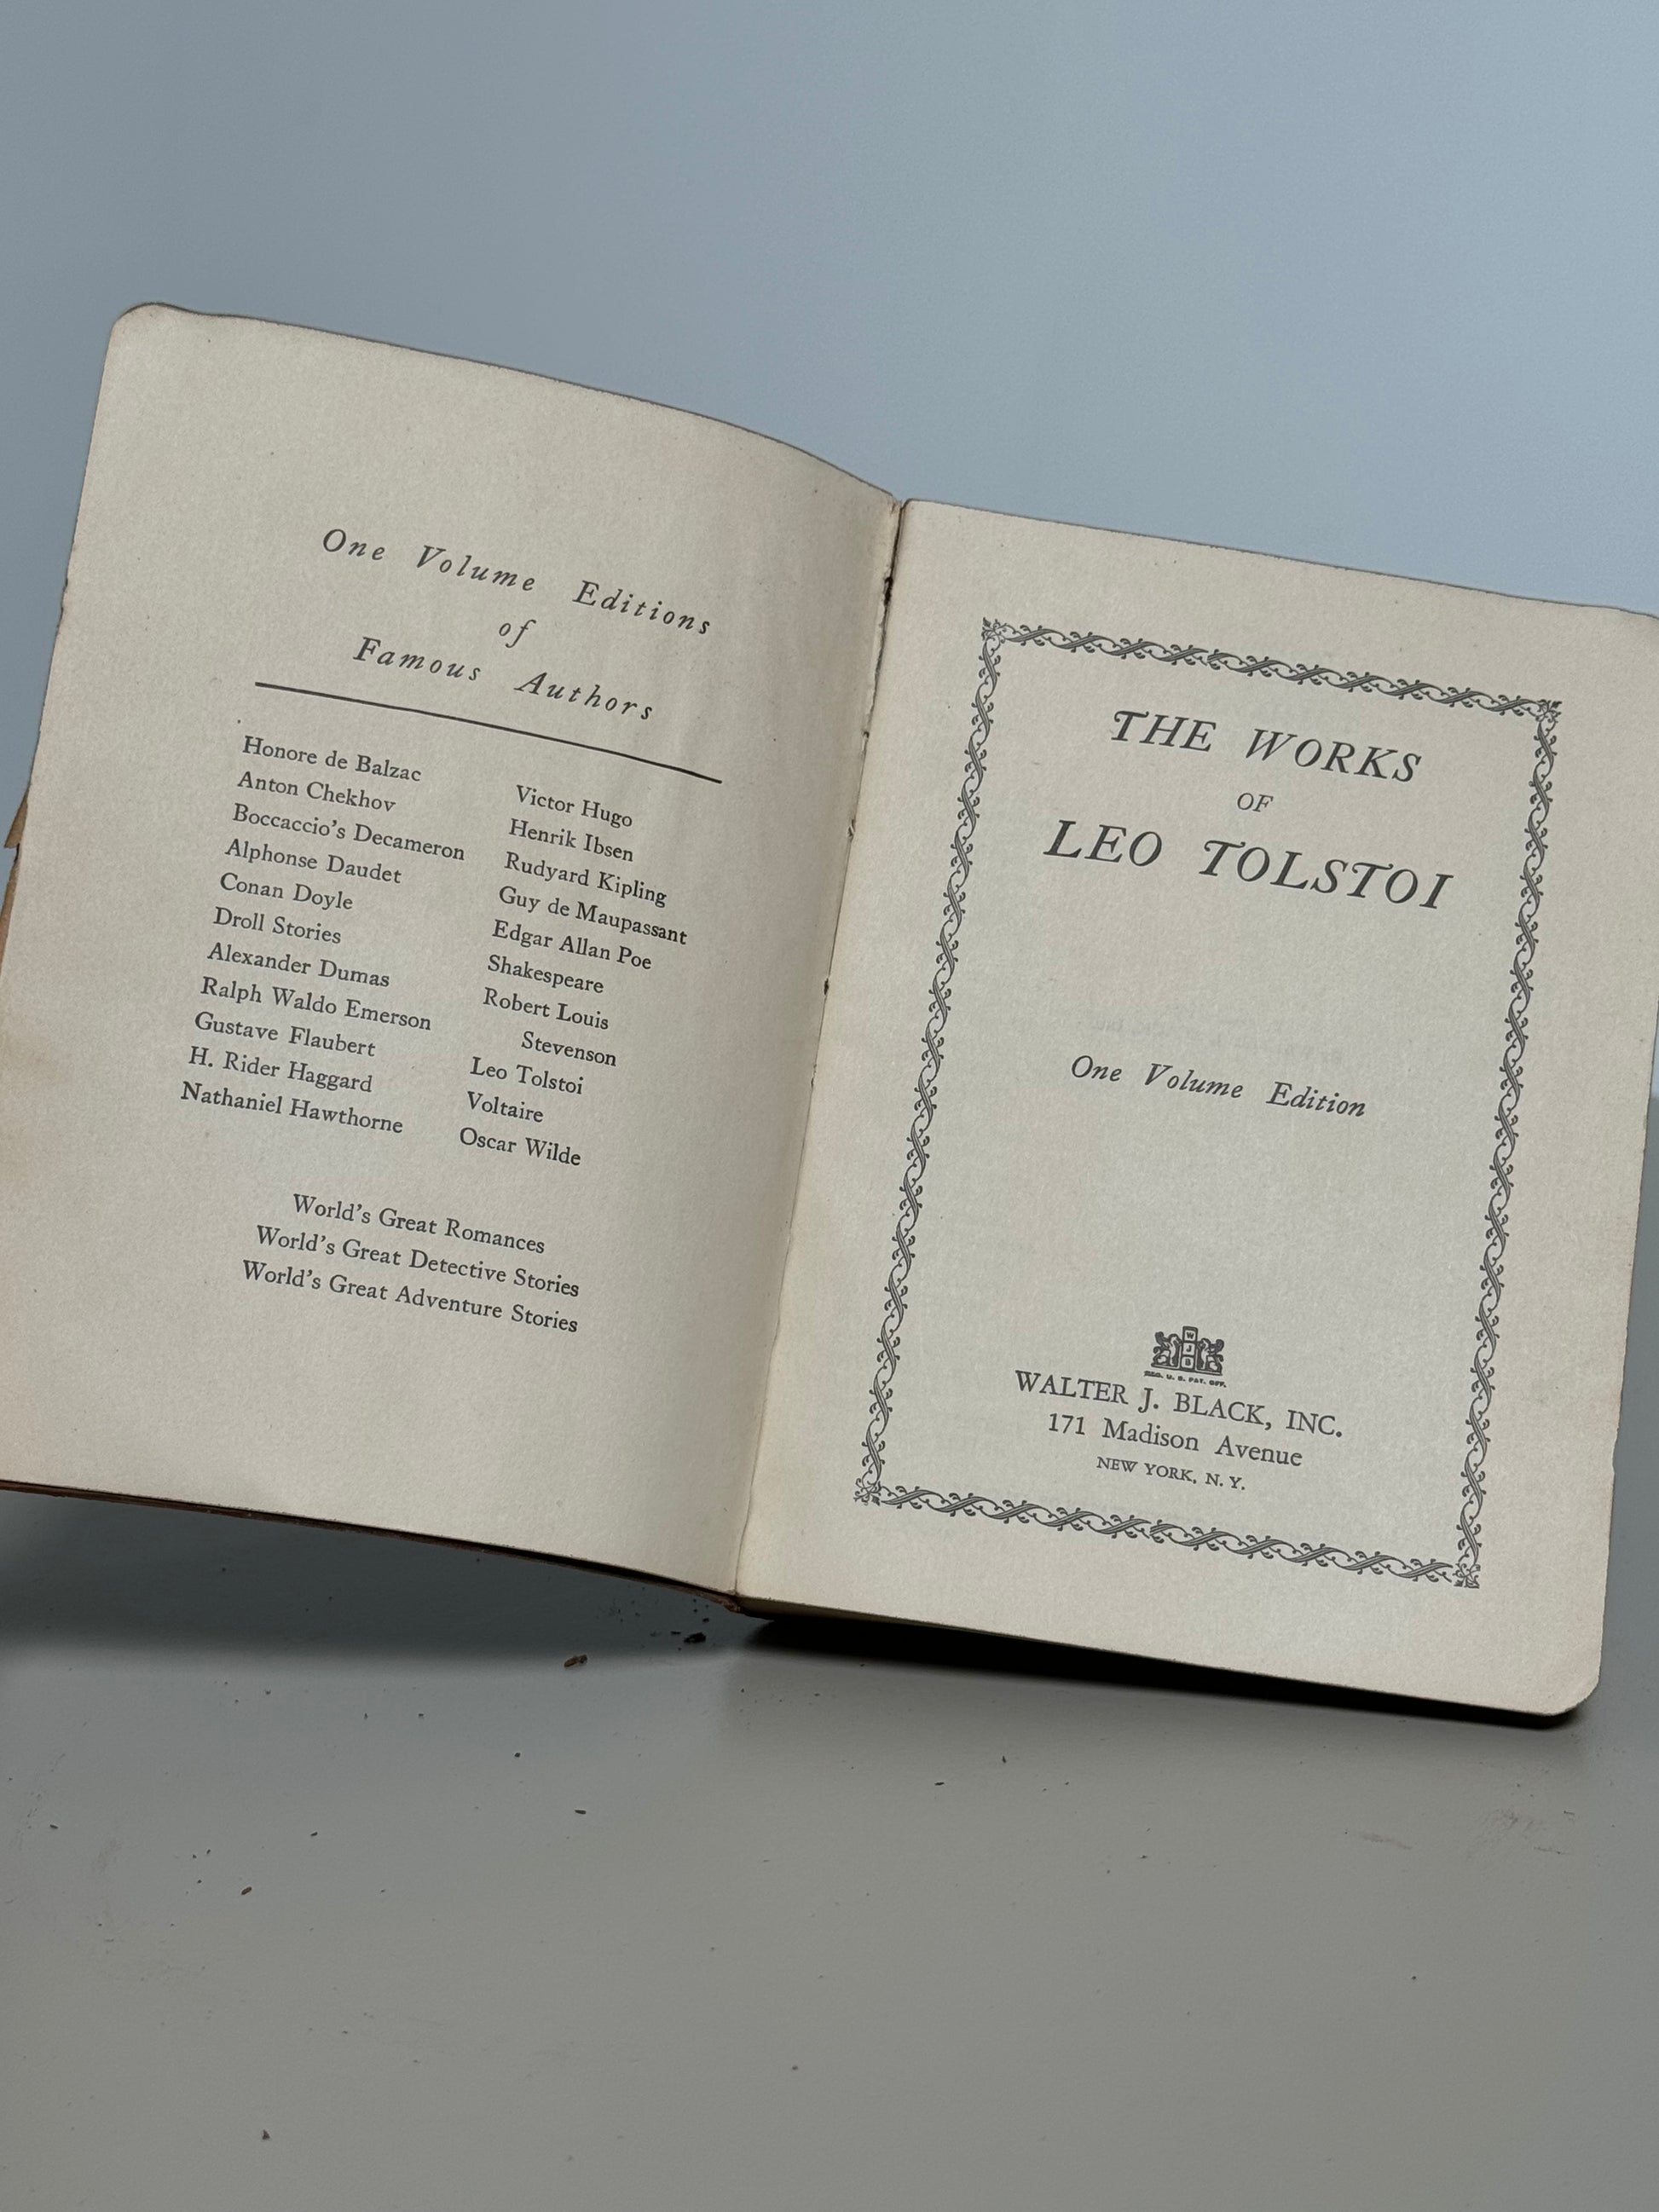 One Volume Editions
of
Famous Authors
Honore de Balzac
Anton Chekhov
Boccaccio's Decameron
Alphonse Daudet
Conan Doyle
Droll Stories
Alexander Dumas
Ralph Waldo Emerson
Gustave Flaubert
H. Rider Haggard
Nathaniel Hawthorne
Victor Hugo
Henrik Ibsen
Rudyard Kipling
Guy de Maupassant
Edgar Allan Poe
Shakespeare
Robert Louis
Stevenson
Leo Tolstoi
Voltaire
Oscar Wilde
World's Great Romances
World's Great Detective Stories
World's Great Adventure Stories
THE WORKS
OF
LEO TOLSTOI
One Volume Edition
W
J
B
REG. U. S. PAT. OFF.
WALTER J. BLACK, INC.
171 Madison Avenue
NEW YORK, N. Y.